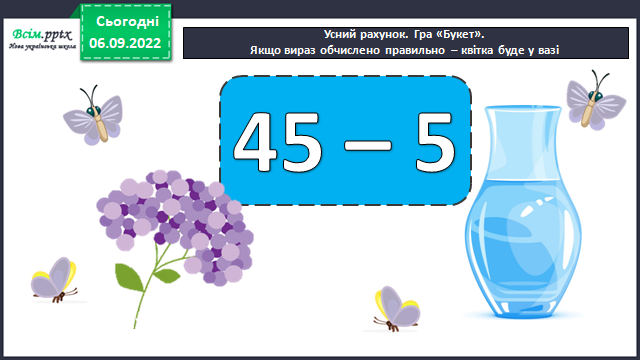 Всім.pptx
Нова українська школа
Сьогодні
06.09.2022
Усний рахунок. Гра «Букет».
Якщо вираз обчислено правильно – квітка буде у вазі
45 – 5